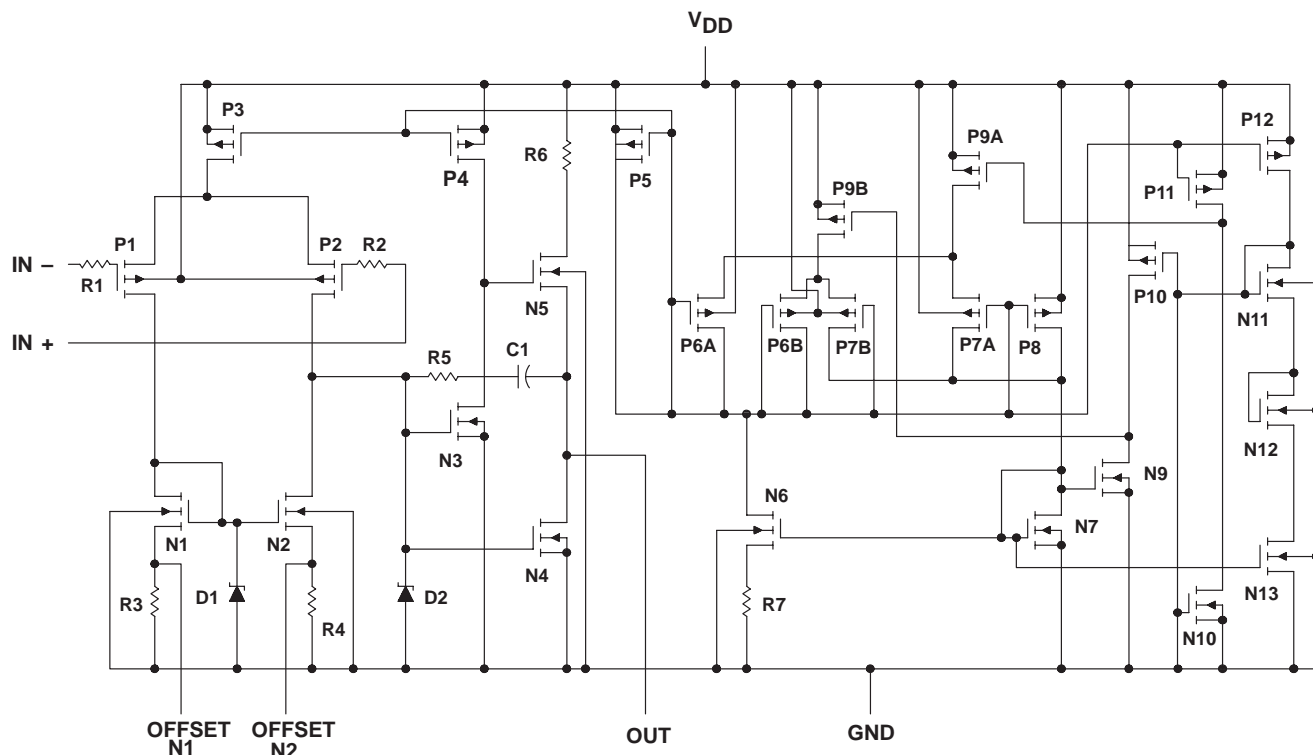 VDD
P3
P12
P9A
R6
P4
P5
P11
P9B
P1
P2
R2
IN –
R1
P10
N5
N11
P6A
P6B
P7B
P7A
P8
IN +
R5
C1
N12
N3
N9
N6
N1
N2
N7
N4
R3
D1
D2
R7
N13
R4
N10
OFFSET
N1
OFFSET
N2
OUT
GND